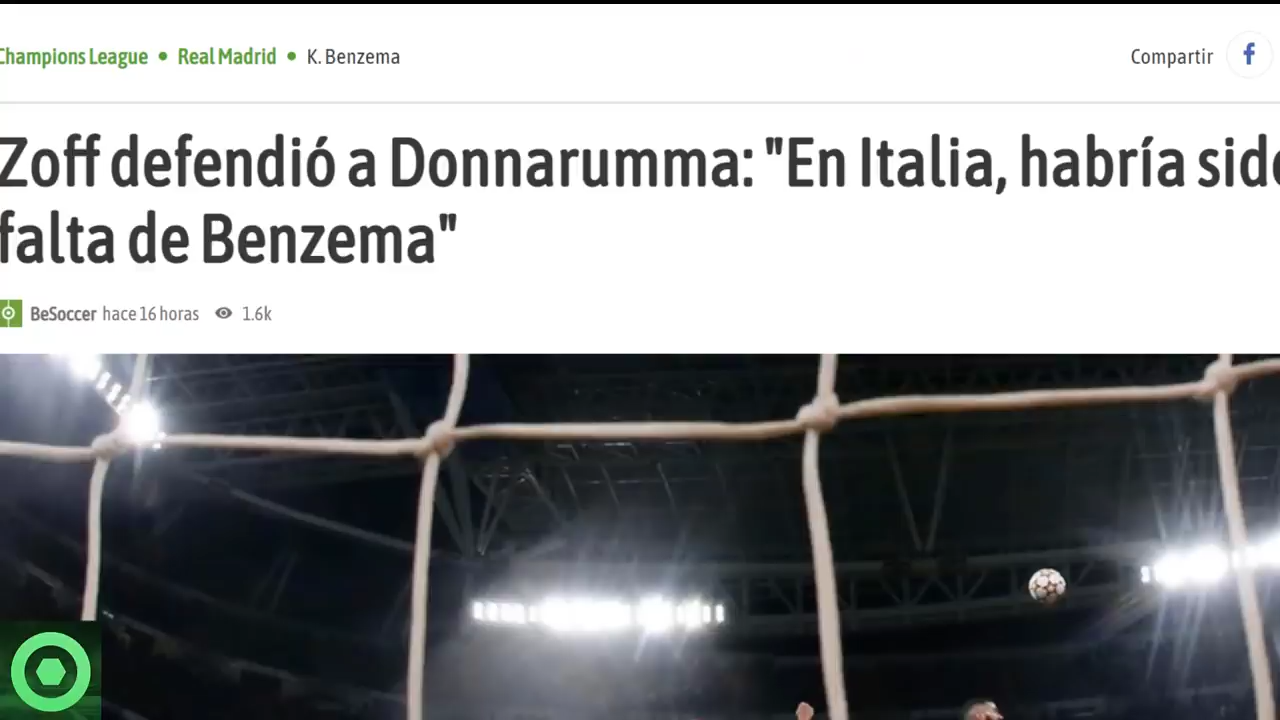 Champions League • Real Madrid • K. Benzema
Compartir
Zoff defendió a Donnarumma: "En Italia, habría sido
falta de Benzema"
BeSoccer hace 16 horas 1.6k